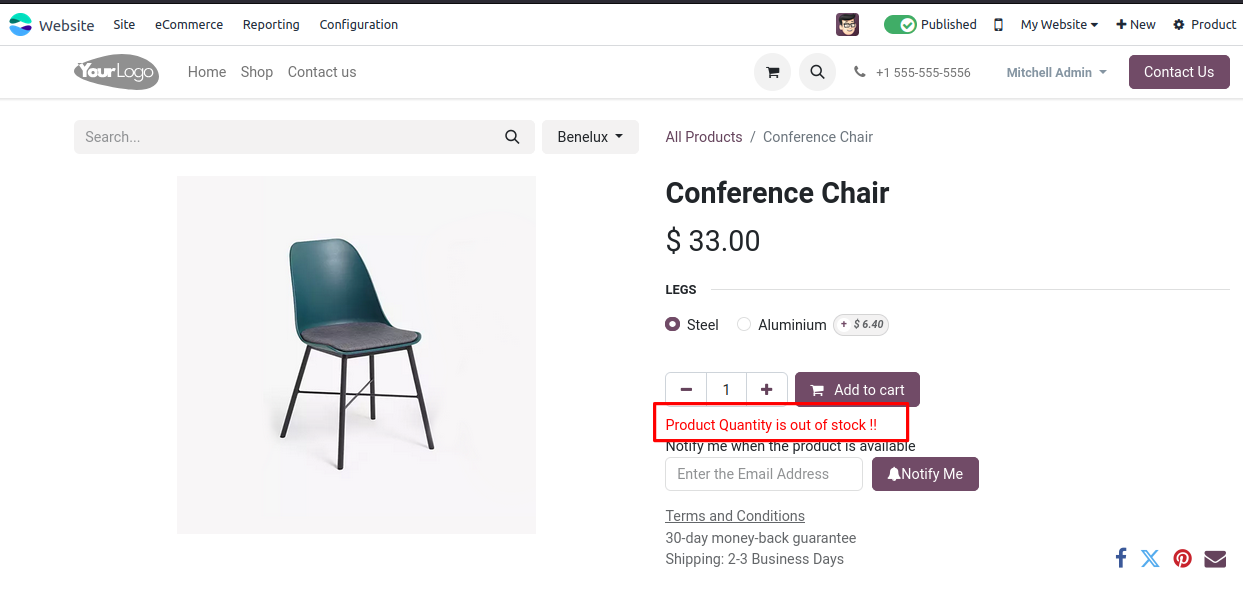 Website Site eCommerce Reporting Configuration Published My Website New Product
YourLogo Home Shop Contact us +1 555-555-5556 Mitchell Admin Contact Us
Search... Benelux All Products / Conference Chair
Conference Chair
$ 33.00
LEGS
Steel Aluminium + $ 6.40
1 Add to cart
Product Quantity is out of stock !!
Notify me when the product is available
Enter the Email Address Notify Me
Terms and Conditions
30-day money-back guarantee
Shipping: 2-3 Business Days